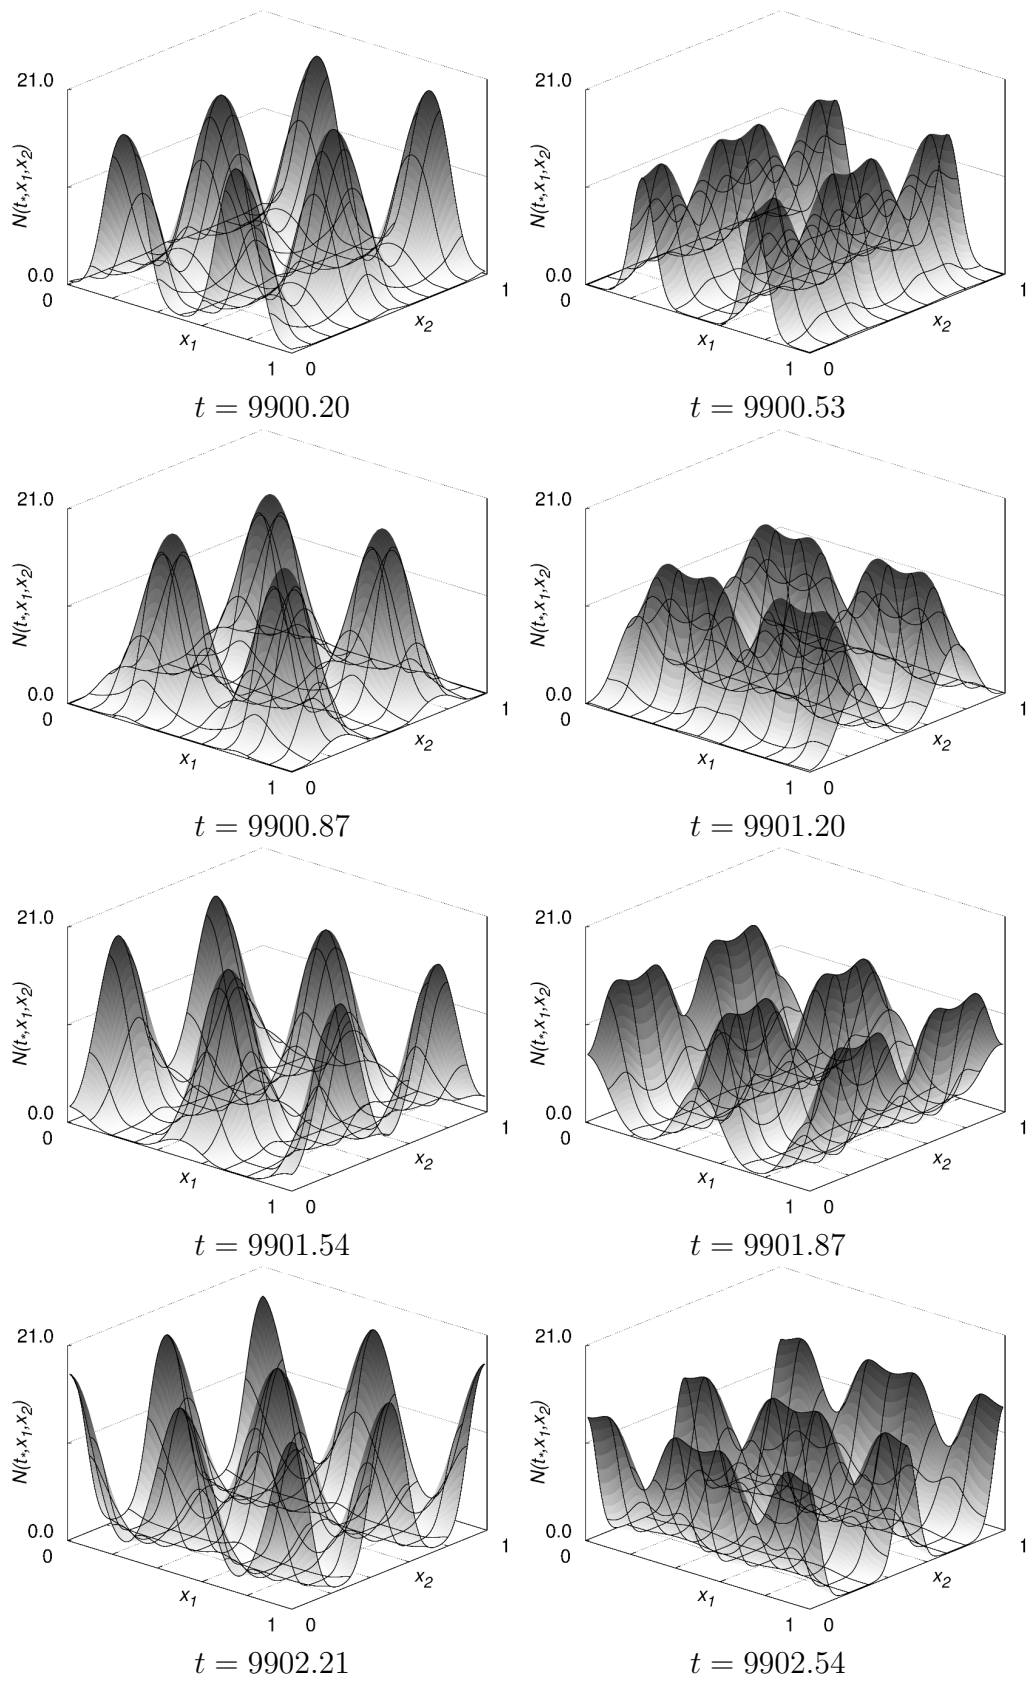 21.0 21.0
N(t*,x1,x2) N(t*,x1,x2)
0.0 0.0
0 1 0 1
x1 x2 x1 x2
1 0 1 0
t = 9900.20 t = 9900.53
21.0 21.0
N(t*,x1,x2) N(t*,x1,x2)
0.0 0.0
0 1 0 1
x1 x2 x1 x2
1 0 1 0
t = 9900.87 t = 9901.20
21.0 21.0
N(t*,x1,x2) N(t*,x1,x2)
0.0 0.0
0 1 0 1
x1 x2 x1 x2
1 0 1 0
t = 9901.54 t = 9901.87
21.0 21.0
N(t*,x1,x2) N(t*,x1,x2)
0.0 0.0
0 1 0 1
x1 x2 x1 x2
1 0 1 0
t = 9902.21 t = 9902.54